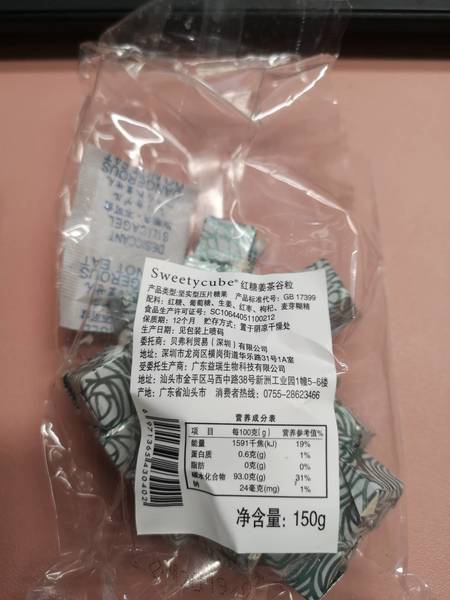 Sweetycube® 红糖姜茶谷粒
产品类型:坚实型压片糖果 产品标准代号: GB 17399
配料: 红糖、葡萄糖、生姜、红枣、枸杞、麦芽糊精
食品生产许可证号: SC10644051100212
保质期: 12个月 贮存方式: 置于阴凉干燥处
生产日期: 见包装上喷码
委托商: 贝弗利贸易（深圳）有限公司
地址: 深圳市龙岗区横岗街道华乐路31号1A室
受委托生产商: 广东益瑞生物科技有限公司
地址: 汕头市金平区马西中路38号新洲工业园1幢5-6楼
产地: 广东省汕头市 消费者热线: 0755-28623466
营养成分表
项 目 每100克(g) 营养参考值%
能量 1591千焦(kJ) 19%
蛋白质 0.6克(g) 1%
脂肪 0克(g) 0%
碳水化合物 93.0克(g) 31%
钠 24毫克(mg) 1%
净含量: 150g
DESICCANT
SILICAGEL
NOT EAT